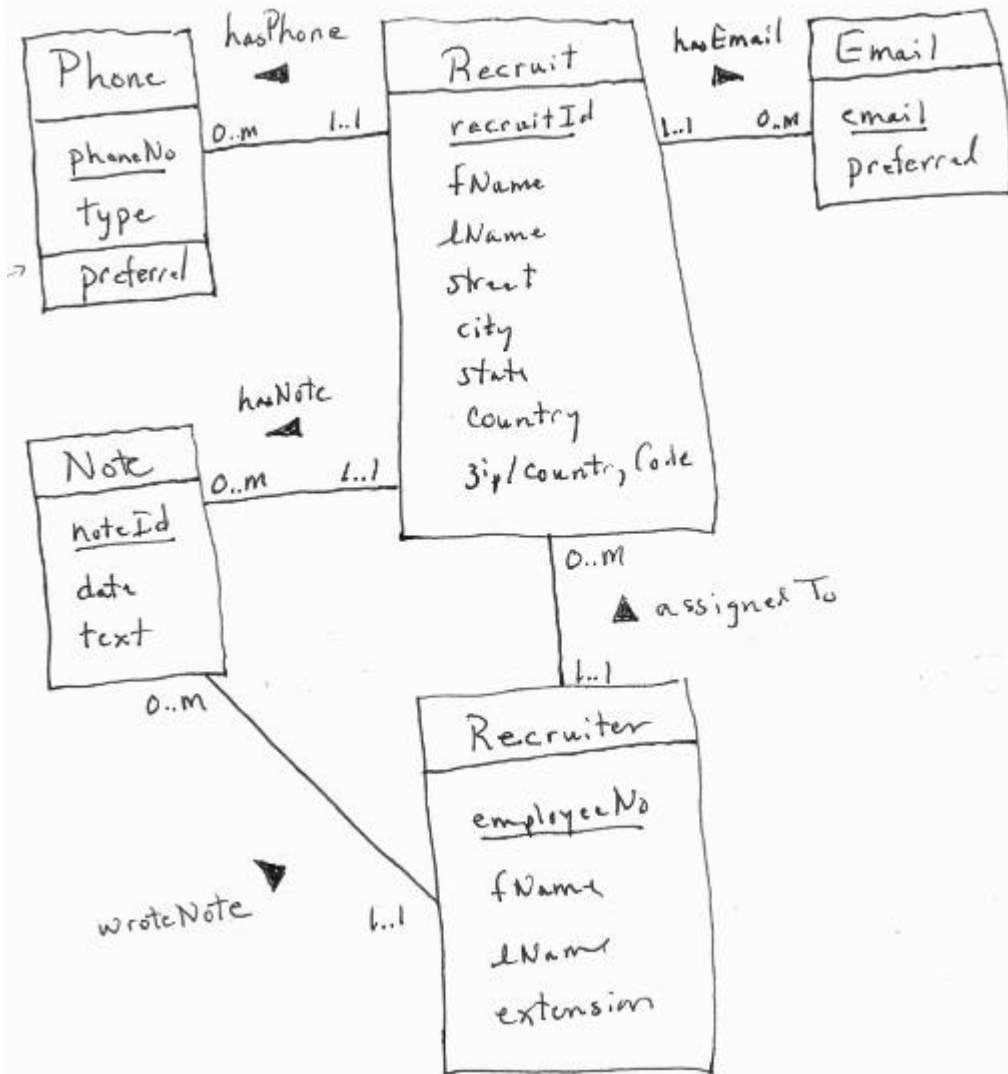 hasPhone
Phone
phoneNo
type
preferred
0..m
1..1
Recruit
recruitId
fName
lName
street
city
state
country
zip/country Code
hasEmail
1..1
0..m
Email
email
preferred
hasNote
0..m
1..1
Note
noteId
date
text
0..m
assigned To
1..1
0..m
wroteNote
1..1
Recruiter
employeeNo
fName
lName
extension